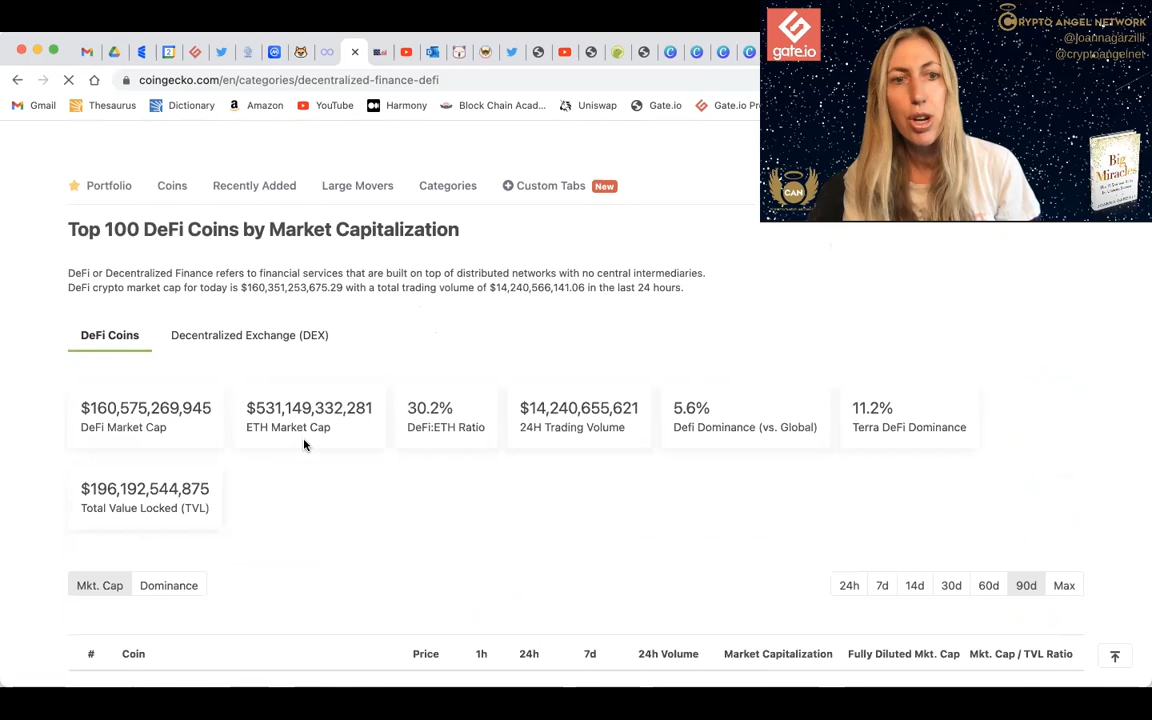 coingecko.com/en/categories/decentralized-finance-defi
Gmail Thesaurus Dictionary Amazon YouTube Harmony Block Chain Acad... Uniswap Gate.io Gate.io Pr
gate.io
CRYPTO ANGEL NETWORK
@joannagarzilli
@cryptoangelnet
Big
Miracles
CAN
Portfolio Coins Recently Added Large Movers Categories Custom Tabs New
Top 100 DeFi Coins by Market Capitalization
DeFi or Decentralized Finance refers to financial services that are built on top of distributed networks with no central intermediaries.
DeFi crypto market cap for today is $160,351,253,675.29 with a total trading volume of $14,240,566,141.06 in the last 24 hours.
DeFi Coins Decentralized Exchange (DEX)
$160,575,269,945 $531,149,332,281 30.2% $14,240,655,621 5.6% 11.2%
DeFi Market Cap ETH Market Cap DeFi:ETH Ratio 24H Trading Volume Defi Dominance (vs. Global) Terra DeFi Dominance
$196,192,544,875
Total Value Locked (TVL)
Mkt. Cap Dominance 24h 7d 14d 30d 60d 90d Max
# Coin Price 1h 24h 7d 24h Volume Market Capitalization Fully Diluted Mkt. Cap Mkt. Cap / TVL Ratio